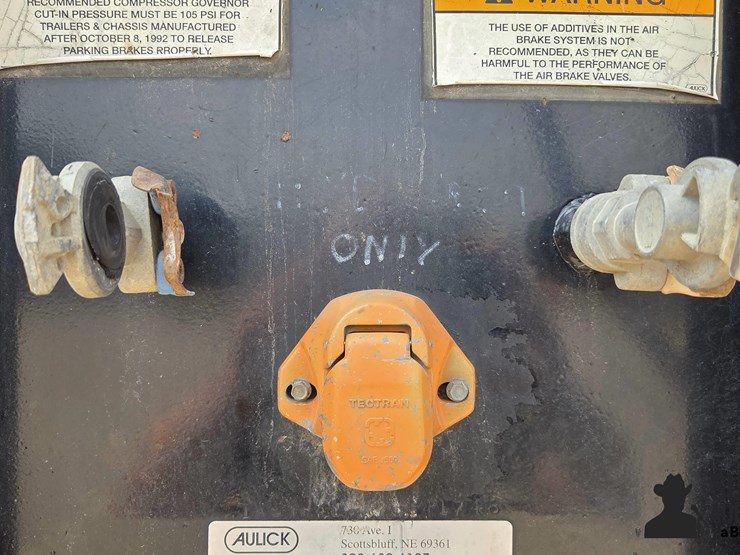 RECOMMENDED COMPRESSOR GOVERNOR
CUT-IN PRESSURE MUST BE 105 PSI FOR
TRAILERS & CHASSIS MANUFACTURED
AFTER OCTOBER 8, 1992 TO RELEASE
PARKING BRAKES PROPERLY.
WARNING
THE USE OF ADDITIVES IN THE AIR
BRAKE SYSTEM IS NOT
RECOMMENDED, AS THEY CAN BE
HARMFUL TO THE PERFORMANCE OF
THE AIR BRAKE VALVES.
AULICK
ONLY
TECTRAN
AULICK
730 Ave. I
Scottsbluff, NE 69361
aB